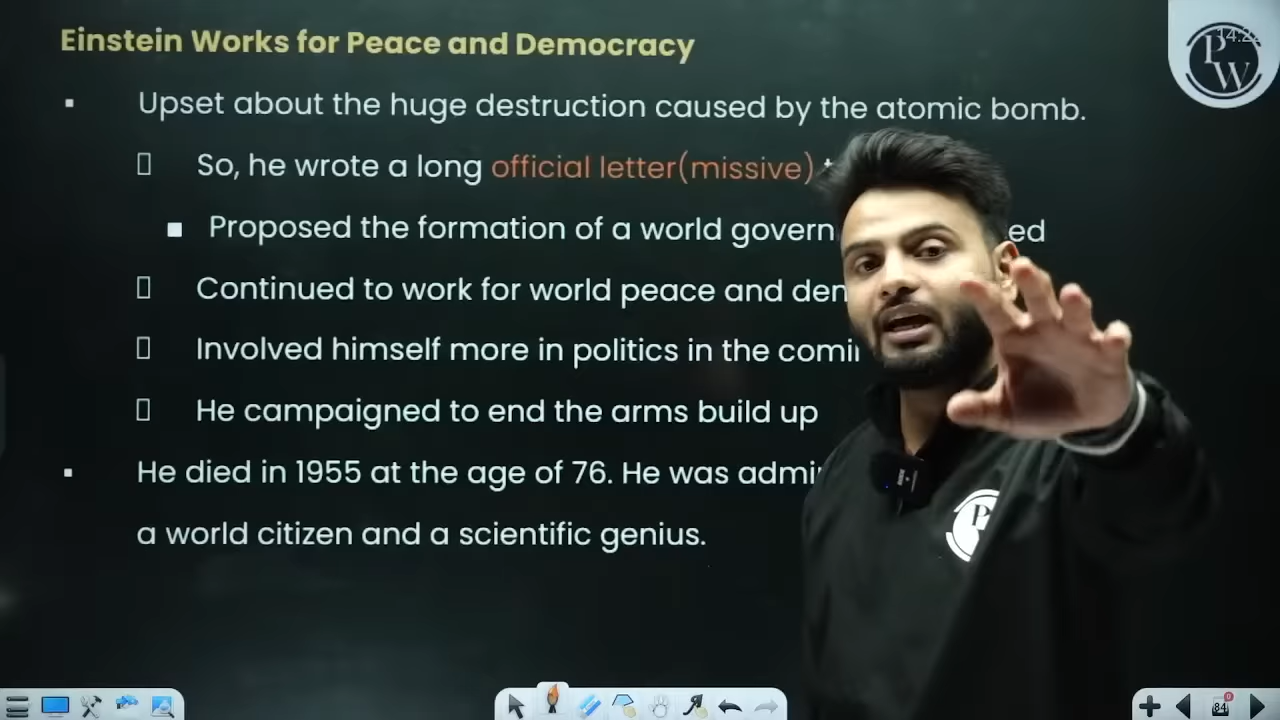 Einstein Works for Peace and Democracy
Upset about the huge destruction caused by the atomic bomb.
So, he wrote a long official letter(missive)
Proposed the formation of a world govern ed
Continued to work for world peace and
Involved himself more in politics in the
He campaigned to end the arms build up
He died in 1955 at the age of 76. He was
a world citizen and a scientific genius.
PW
84